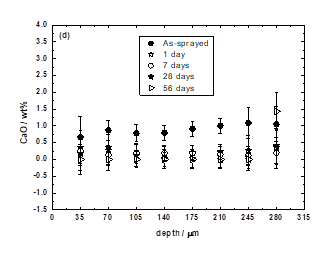 (d)
As-sprayed
1 day
7 days
28 days
56 days
CaO / wt%
4.0
3.5
3.0
2.5
2.0
1.5
1.0
0.5
0.0
-0.5
-1.0
-1.5
0 35 70 105 140 175 210 245 280 315
depth / μm